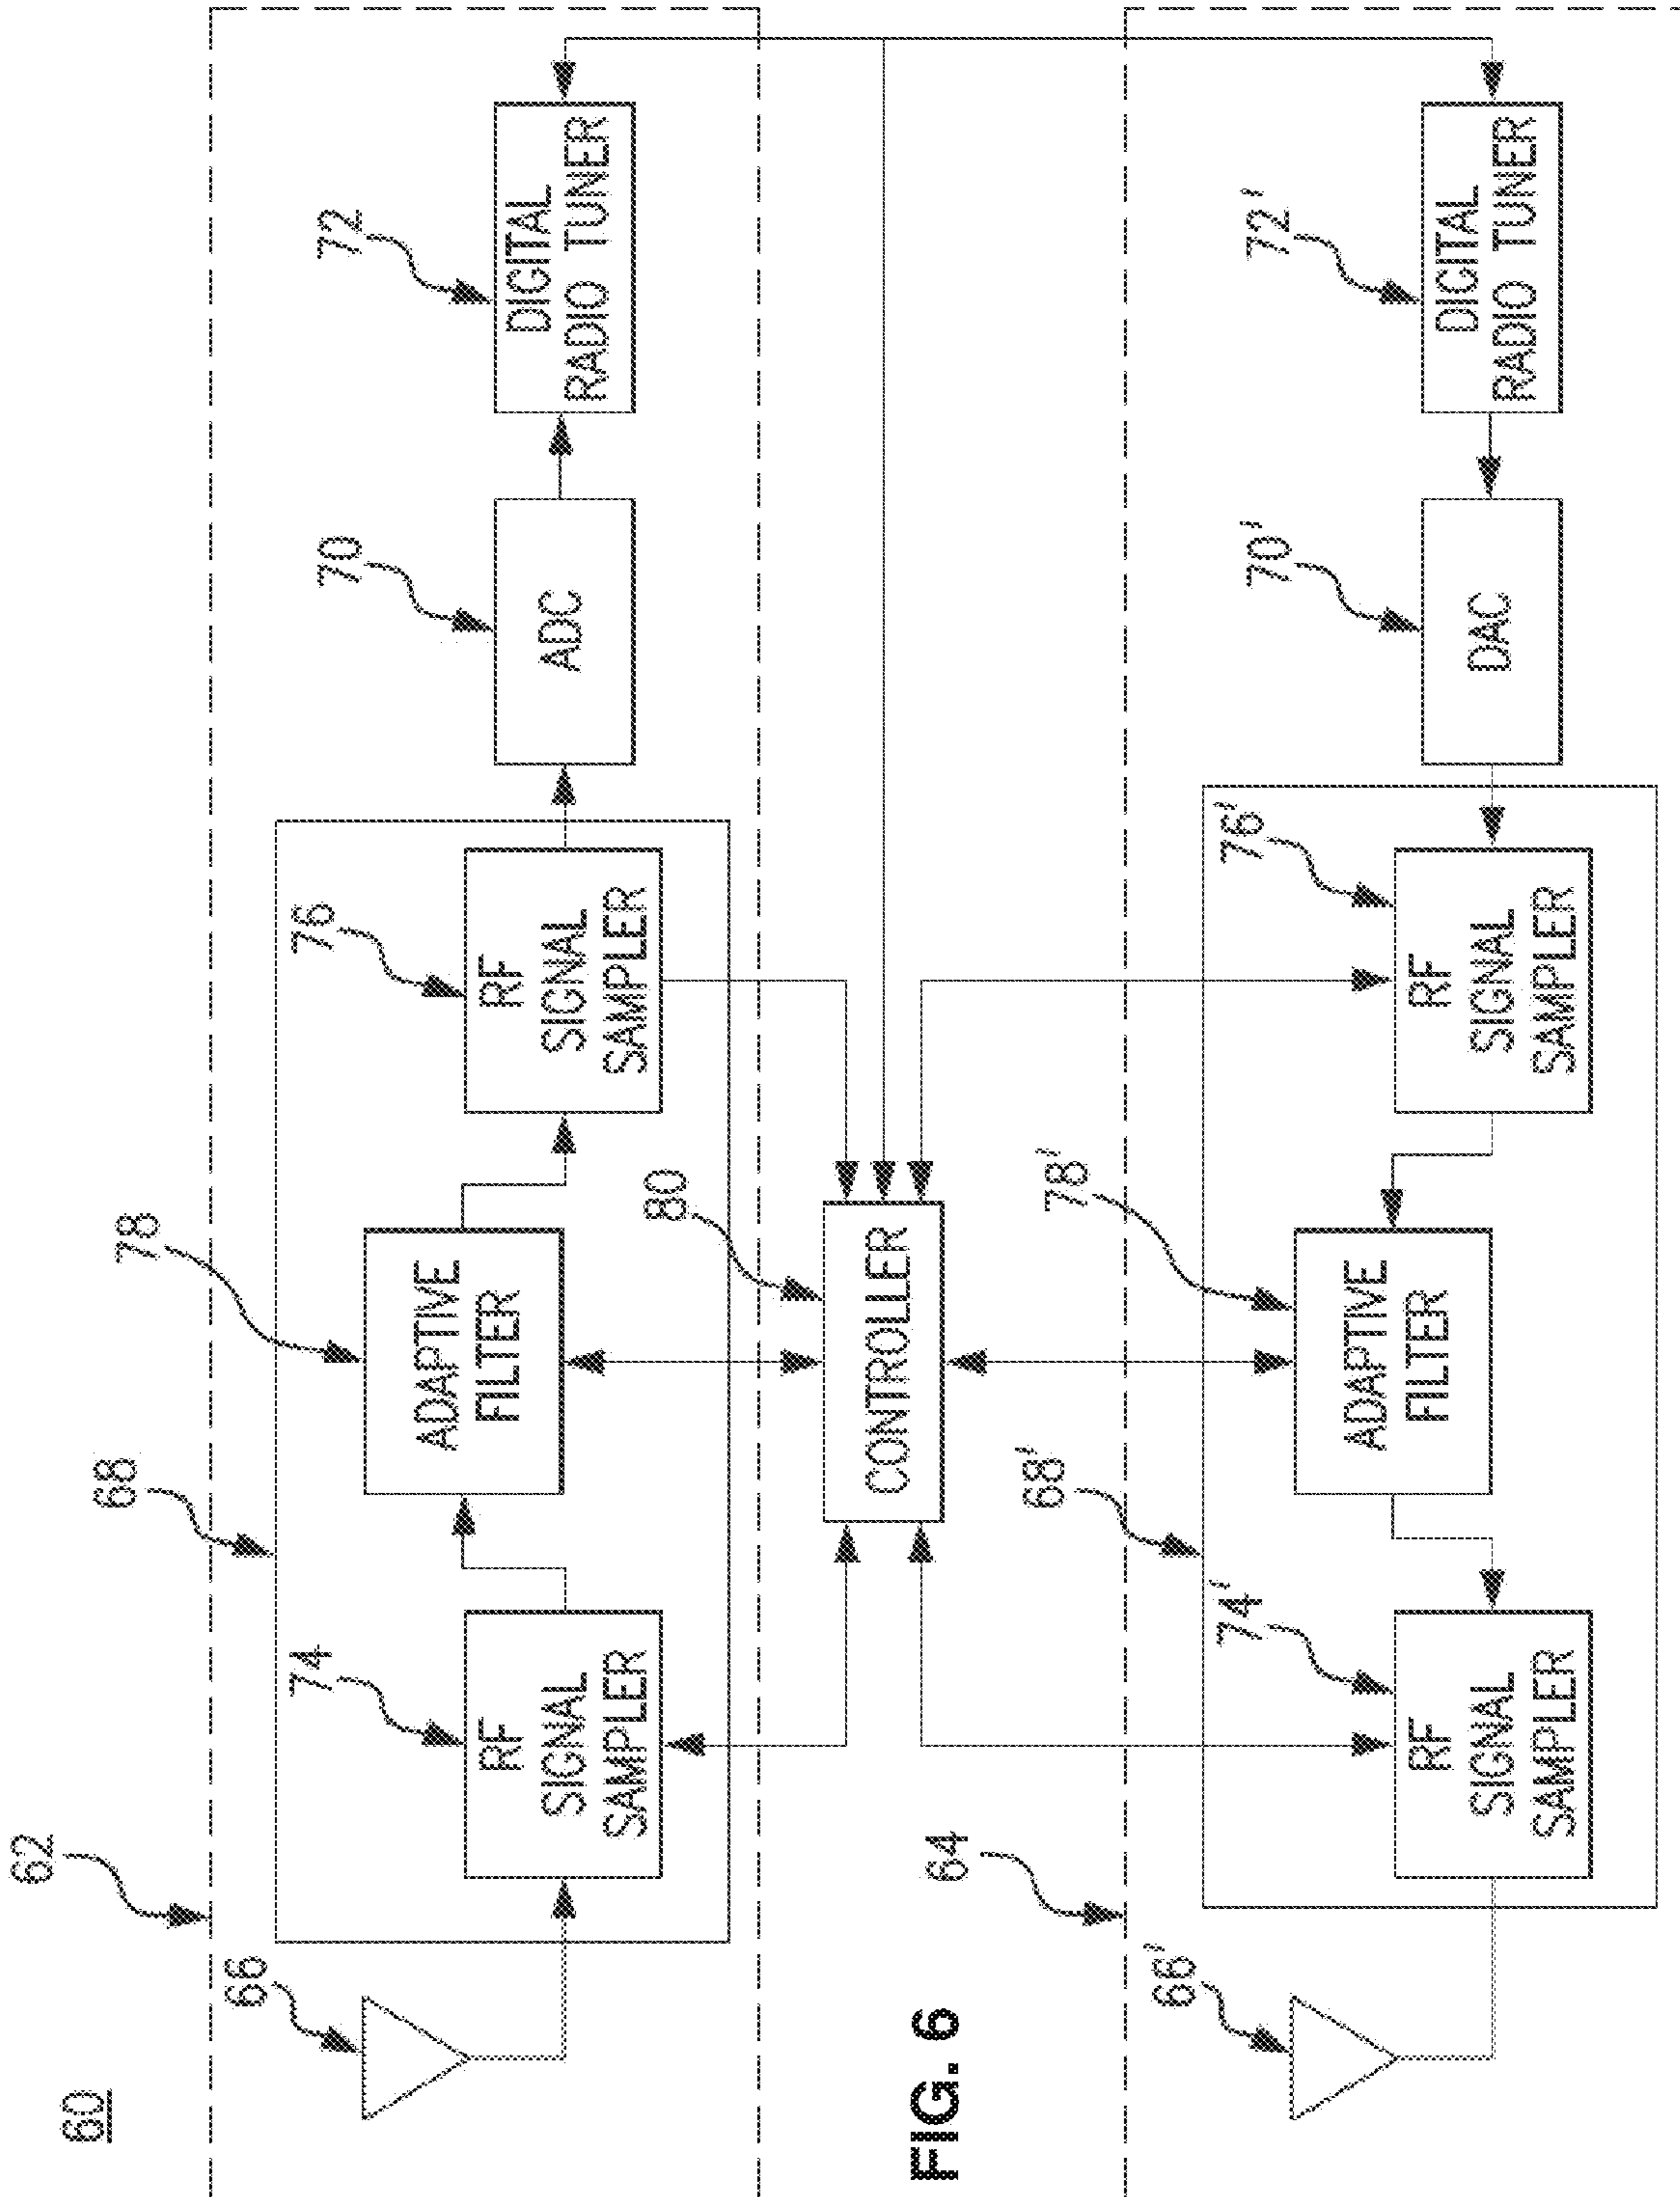 60
62
66
68
74
RF
SIGNAL
SAMPLER
78
ADAPTIVE
FILTER
76
RF
SIGNAL
SAMPLER
70
ADC
72
DIGITAL
RADIO TUNER
80
CONTROLLER
64
66'
68'
74'
RF
SIGNAL
SAMPLER
78'
ADAPTIVE
FILTER
76'
RF
SIGNAL
SAMPLER
70'
DAC
72'
DIGITAL
RADIO TUNER
FIG. 6